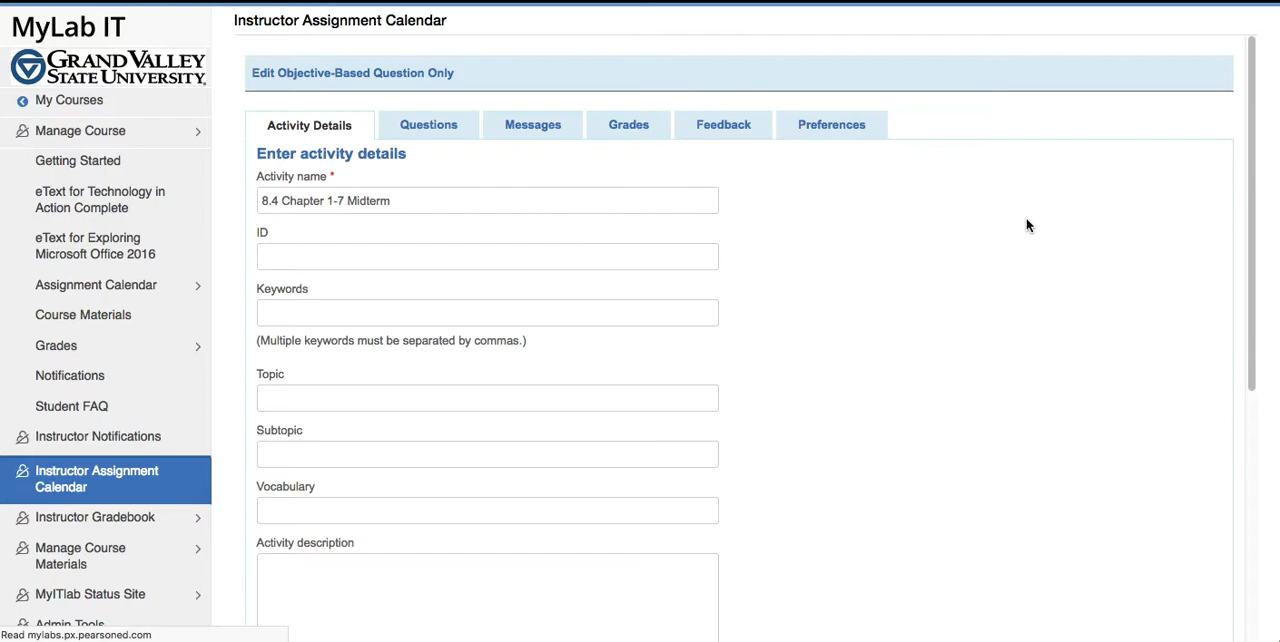 MyLab IT
GRAND VALLEY
STATE UNIVERSITY
My Courses
Manage Course
Getting Started
eText for Technology in
Action Complete
eText for Exploring
Microsoft Office 2016
Assignment Calendar
Course Materials
Grades
Notifications
Student FAQ
Instructor Notifications
Instructor Assignment
Calendar
Instructor Gradebook
Manage Course
Materials
MyITlab Status Site
Admin Tools
Read mylabs.px.pearsoned.com
Instructor Assignment Calendar
Edit Objective-Based Question Only
Activity Details Questions Messages Grades Feedback Preferences
Enter activity details
Activity name *
8.4 Chapter 1-7 Midterm
ID
Keywords
(Multiple keywords must be separated by commas.)
Topic
Subtopic
Vocabulary
Activity description